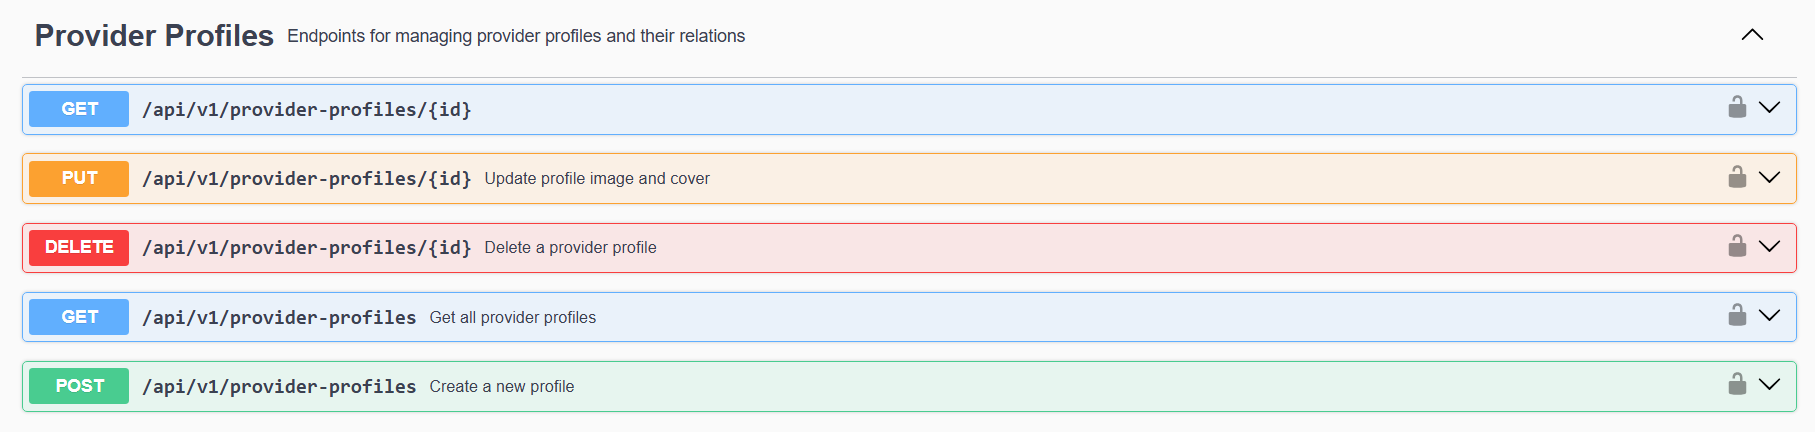 Provider Profiles Endpoints for managing provider profiles and their relations
GET /api/v1/provider-profiles/{id}
PUT /api/v1/provider-profiles/{id} Update profile image and cover
DELETE /api/v1/provider-profiles/{id} Delete a provider profile
GET /api/v1/provider-profiles Get all provider profiles
POST /api/v1/provider-profiles Create a new profile